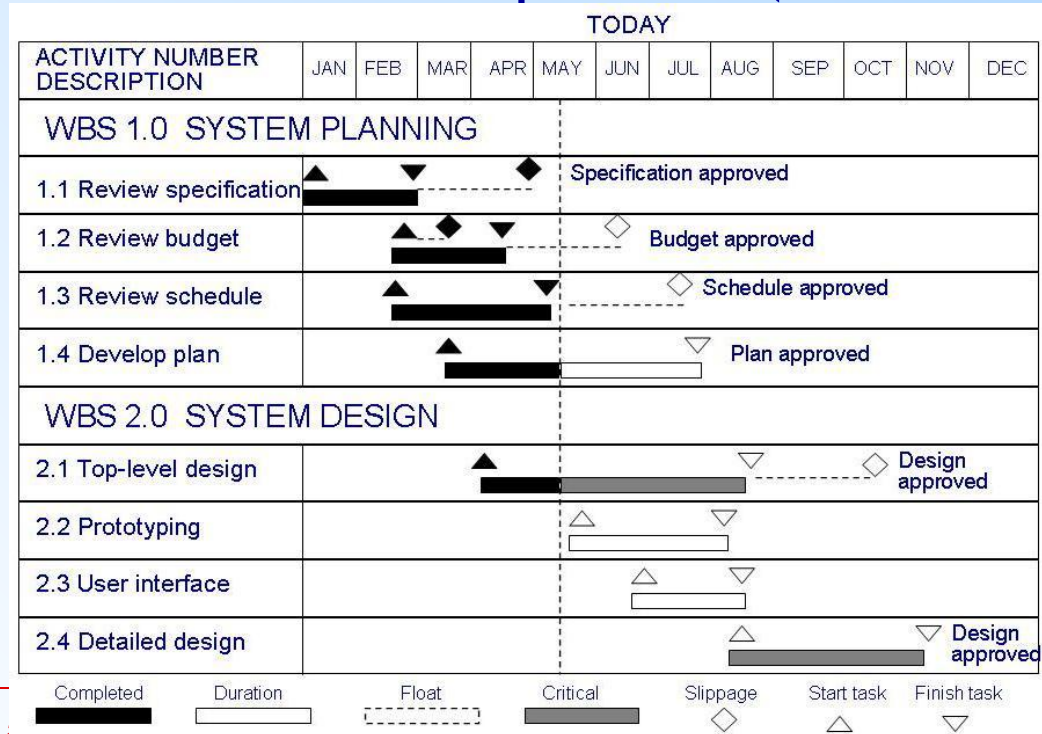 TODAY
ACTIVITY NUMBER
DESCRIPTION
JAN FEB MAR APR MAY JUN JUL AUG SEP OCT NOV DEC
WBS 1.0 SYSTEM PLANNING
1.1 Review specification
Specification approved
1.2 Review budget
Budget approved
1.3 Review schedule
Schedule approved
1.4 Develop plan
Plan approved
WBS 2.0 SYSTEM DESIGN
2.1 Top-level design
Design
approved
2.2 Prototyping
2.3 User interface
2.4 Detailed design
Design
approved
Completed Duration Float Critical Slippage Start task Finish task